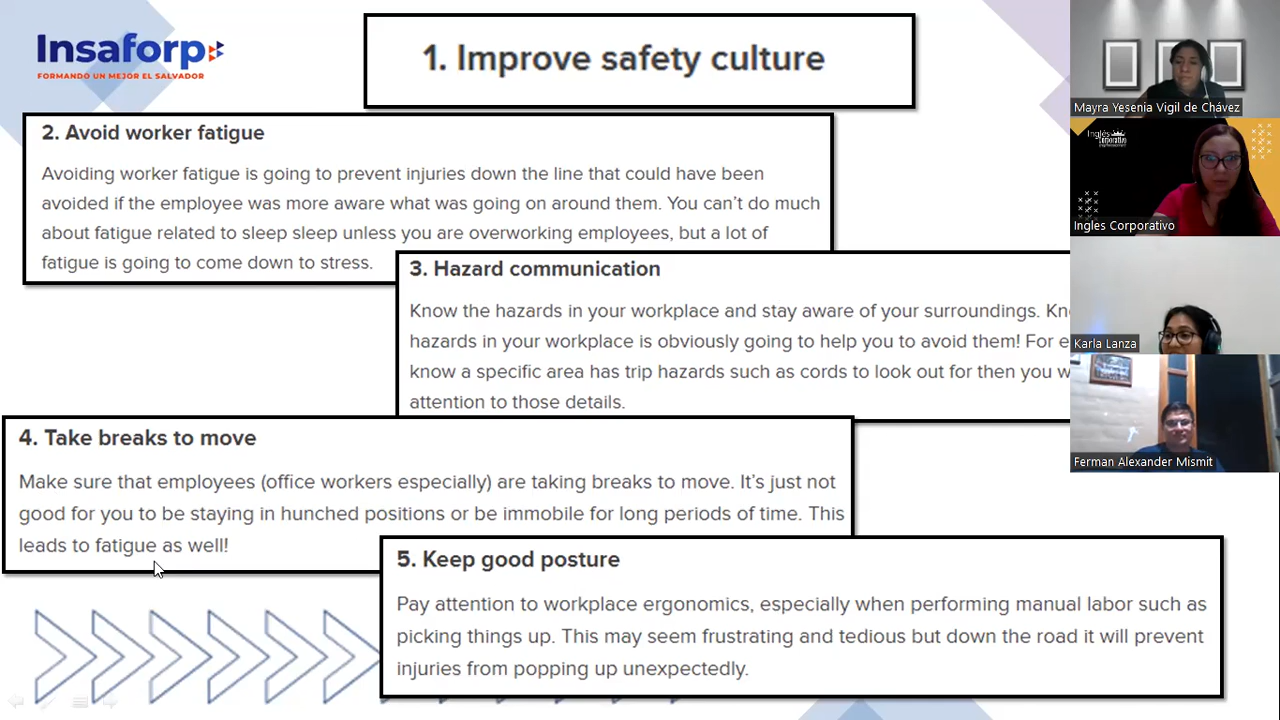 Insaforp
FORMANDO UN MEJOR EL SALVADOR
1. Improve safety culture
2. Avoid worker fatigue
Avoiding worker fatigue is going to prevent injuries down the line that could have been
avoided if the employee was more aware what was going on around them. You can't do much
about fatigue related to sleep sleep unless you are overworking employees, but a lot of
fatigue is going to come down to stress.
3. Hazard communication
Know the hazards in your workplace and stay aware of your surroundings.
hazards in your workplace is obviously going to help you to avoid them! For
know a specific area has trip hazards such as cords to look out for then you
attention to those details.
4. Take breaks to move
Make sure that employees (office workers especially) are taking breaks to move. It's just not
good for you to be staying in hunched positions or be immobile for long periods of time. This
leads to fatigue as well!
5. Keep good posture
Pay attention to workplace ergonomics, especially when performing manual labor such as
picking things up. This may seem frustrating and tedious but down the road it will prevent
injuries from popping up unexpectedly.
Mayra Yesenia Vigil de Chávez
Inglés
Corporativo
Ingles Corporativo
Karla Lanza
Ferman Alexander Mismit